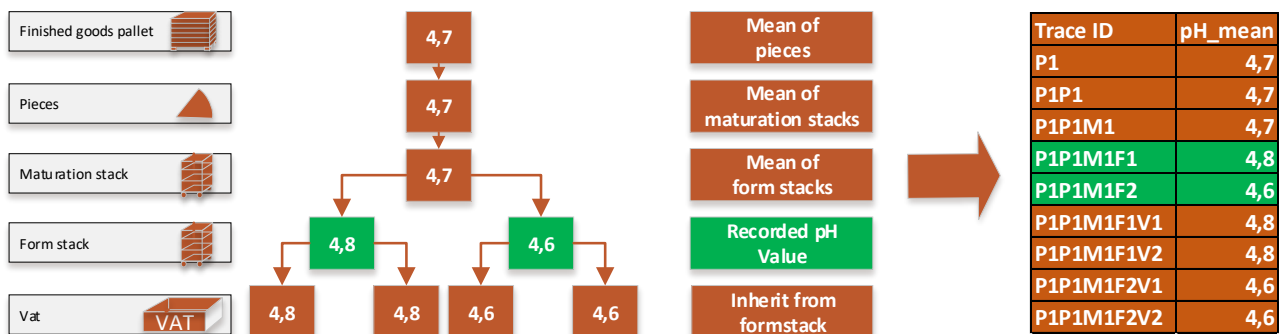 Finished goods pallet
4,7
Mean of
pieces
Pieces
4,7
Mean of
maturation stacks
Maturation stack
4,7
Mean of
form stacks
Form stack
4,8
4,6
Recorded pH
Value
Vat
VAT
4,8
4,8
4,6
4,6
Inherit from
formstack
Trace ID pH_mean
P1 4,7
P1P1 4,7
P1P1M1 4,7
P1P1M1F1 4,8
P1P1M1F2 4,6
P1P1M1F1V1 4,8
P1P1M1F1V2 4,8
P1P1M1F2V1 4,6
P1P1M1F2V2 4,6